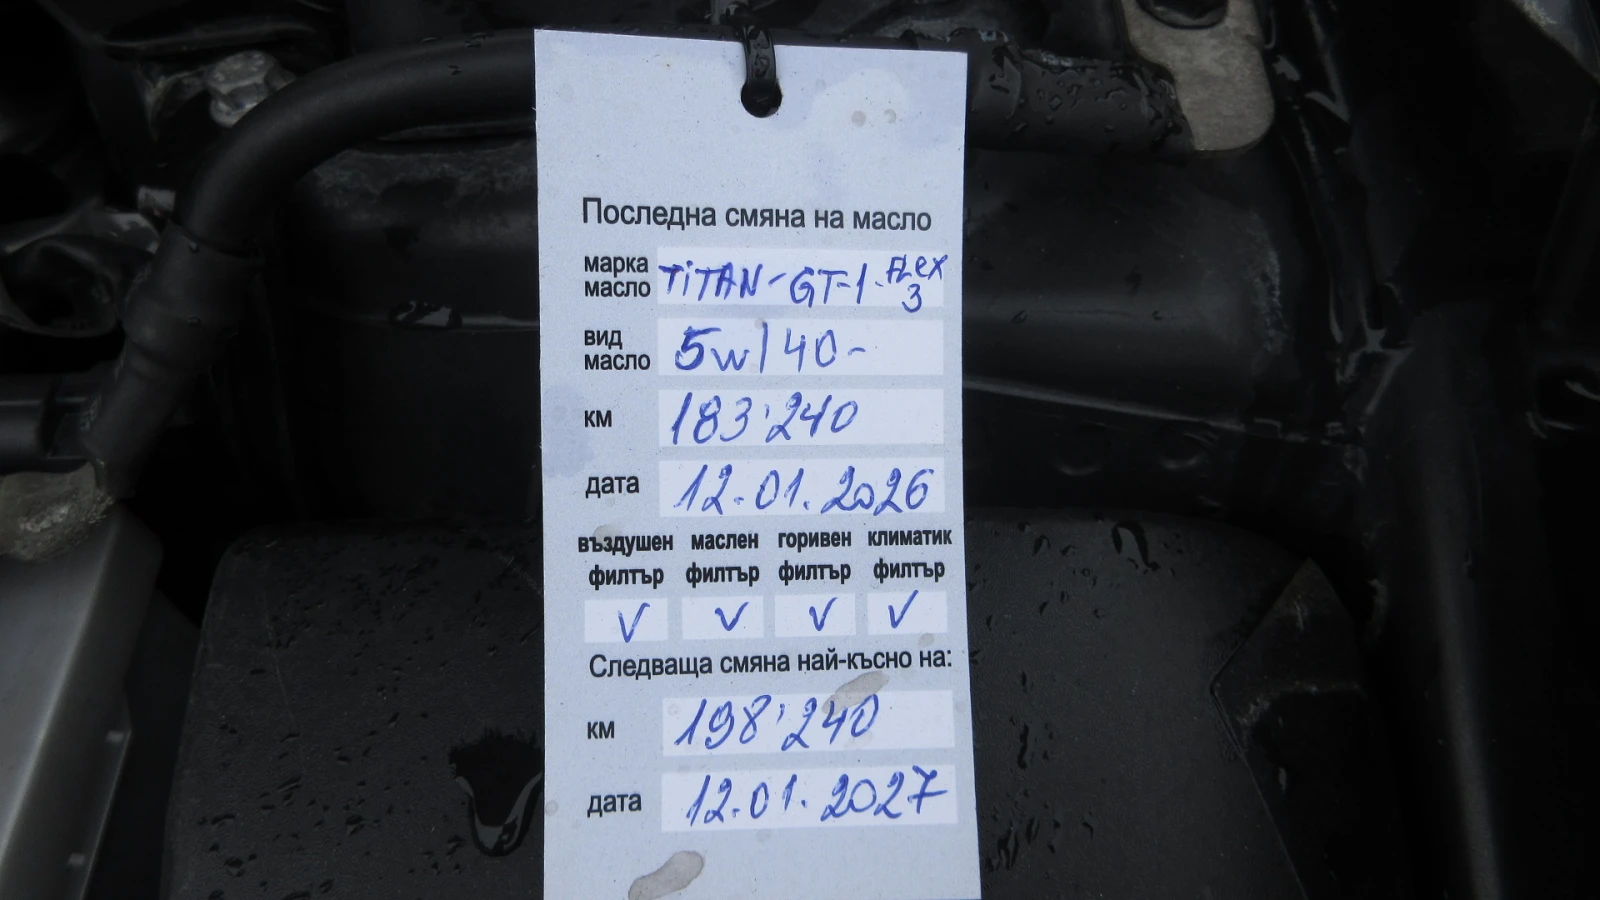 Последна смяна на масло
марка масло TiTAN-GT-1-FLex 3
вид масло 5w/40-
км 183'240
дата 12.01.2026
въздушен филтър маслен филтър горивен филтър климатик филтър
V V V V
Следваща смяна най-късно на:
км 198'240
дата 12.01.2027